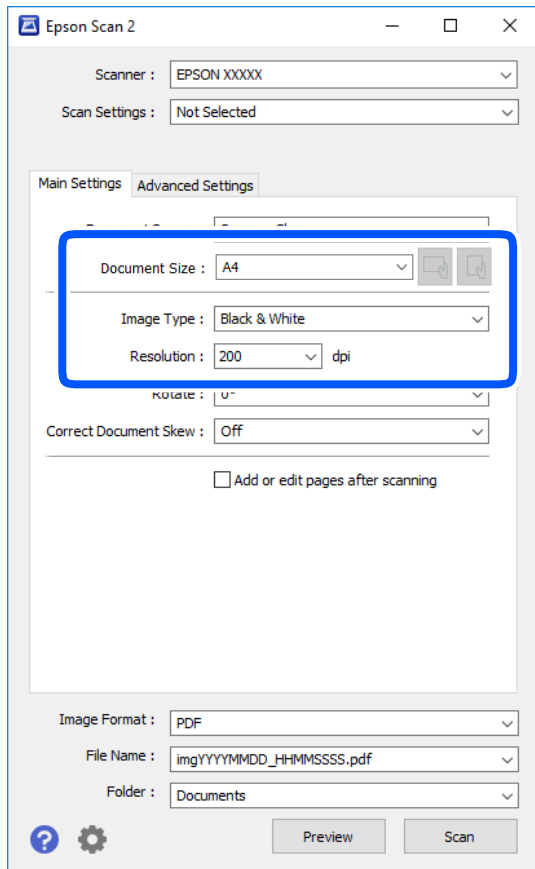 Epson Scan 2
Scanner : EPSON XXXXX
Scan Settings : Not Selected
Main Settings Advanced Settings
Document Size : A4
Image Type : Black & White
Resolution : 200 dpi
Rotate : 0°
Correct Document Skew : Off
Add or edit pages after scanning
Image Format : PDF
File Name : imgYYYYMMDD_HHMMSSSS.pdf
Folder : Documents
? Preview Scan